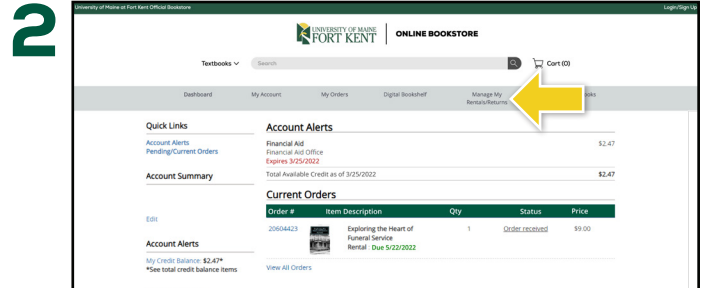 2
University of Maine at Fort Kent Official Bookstore
Login/Sign Up
UNIVERSITY OF MAINE
FORT KENT
ONLINE BOOKSTORE
Textbooks
Search
Cart (0)
Dashboard
My Account
My Orders
Digital Bookshelf
Manage My
Rentals/Returns
Quick Links
Account Alerts
Pending/Current Orders
Account Summary
Edit
Account Alerts
My Credit Balance: $2.47*
*See total credit balance items
Account Alerts
Financial Aid $2.47
Financial Aid Office
Expires 3/25/2022
Total Available Credit as of 3/25/2022 $2.47
Current Orders
Order # Item Description Qty Status Price
20604423 Exploring the Heart of 1 Order received $9.00
Funeral Service
Rental : Due 5/22/2022
View All Orders